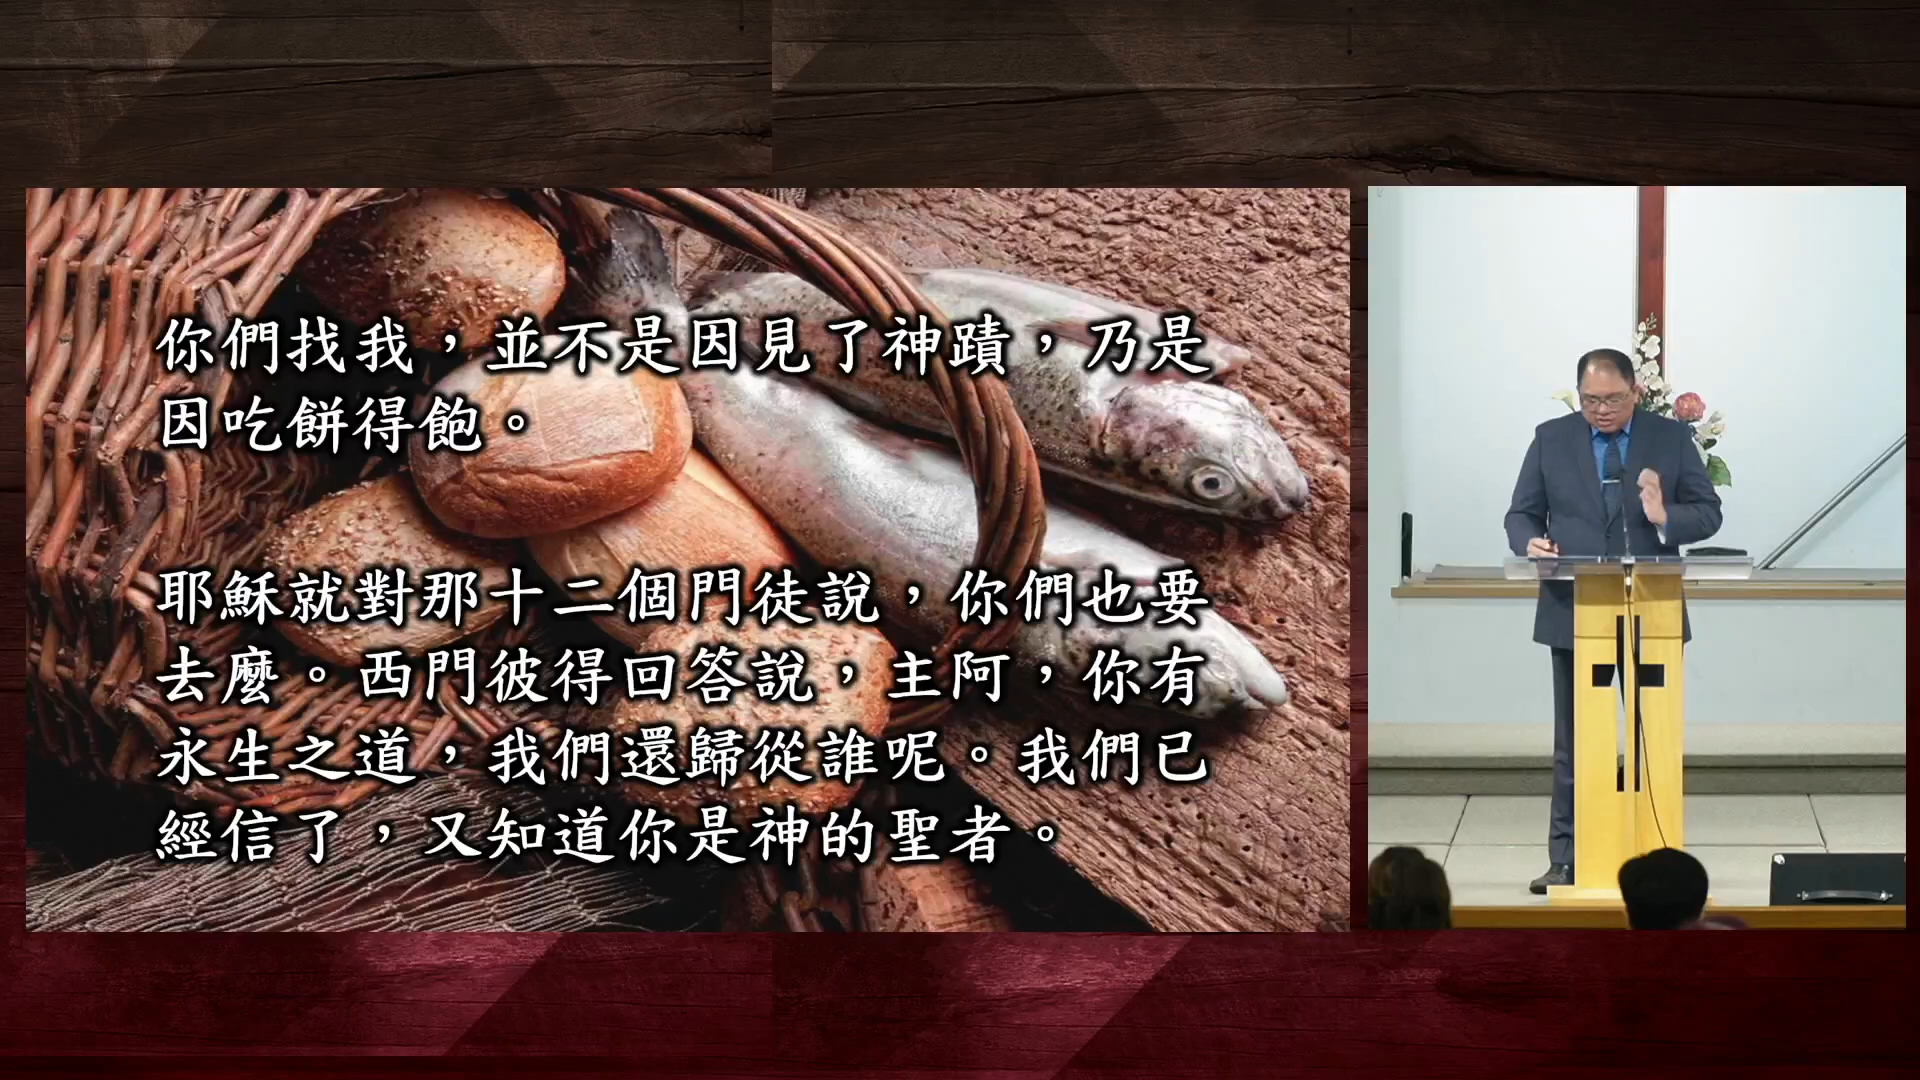 你們找我，並不是因見了神蹟，乃是
因吃餅得飽。
耶穌就對那十二個門徒說，你們也要
去麼。西門彼得回答說，主阿，你有
永生之道，我們還歸從誰呢。我們已
經信了，又知道你是神的聖者。